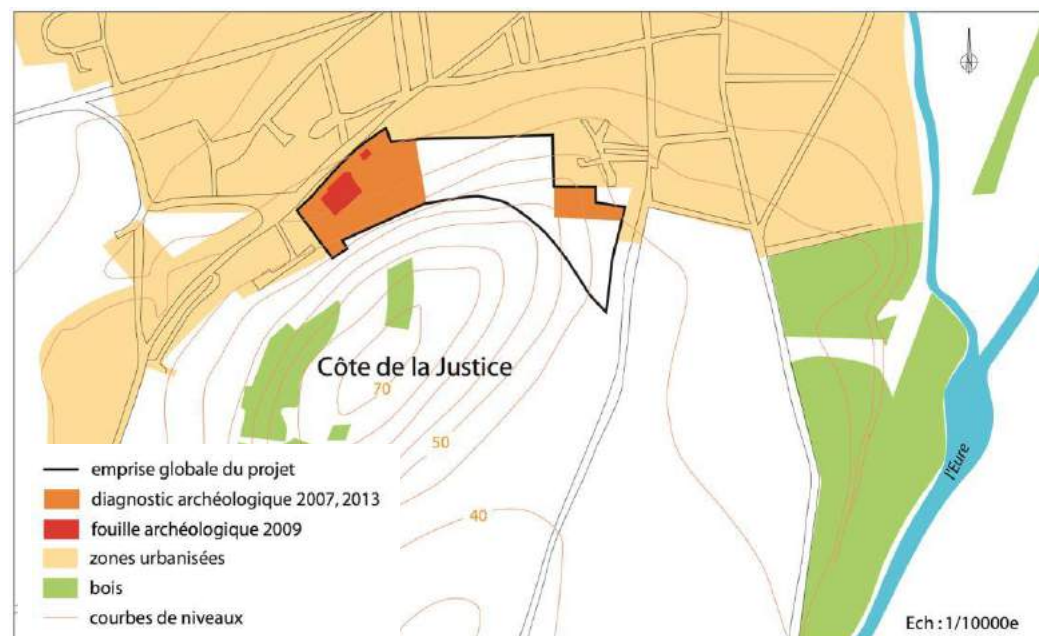 Côte de la Justice
70
50
40
l'Eure
emprise globale du projet
diagnostic archéologique 2007, 2013
fouille archéologique 2009
zones urbanisées
bois
courbes de niveaux
Ech : 1/10000e